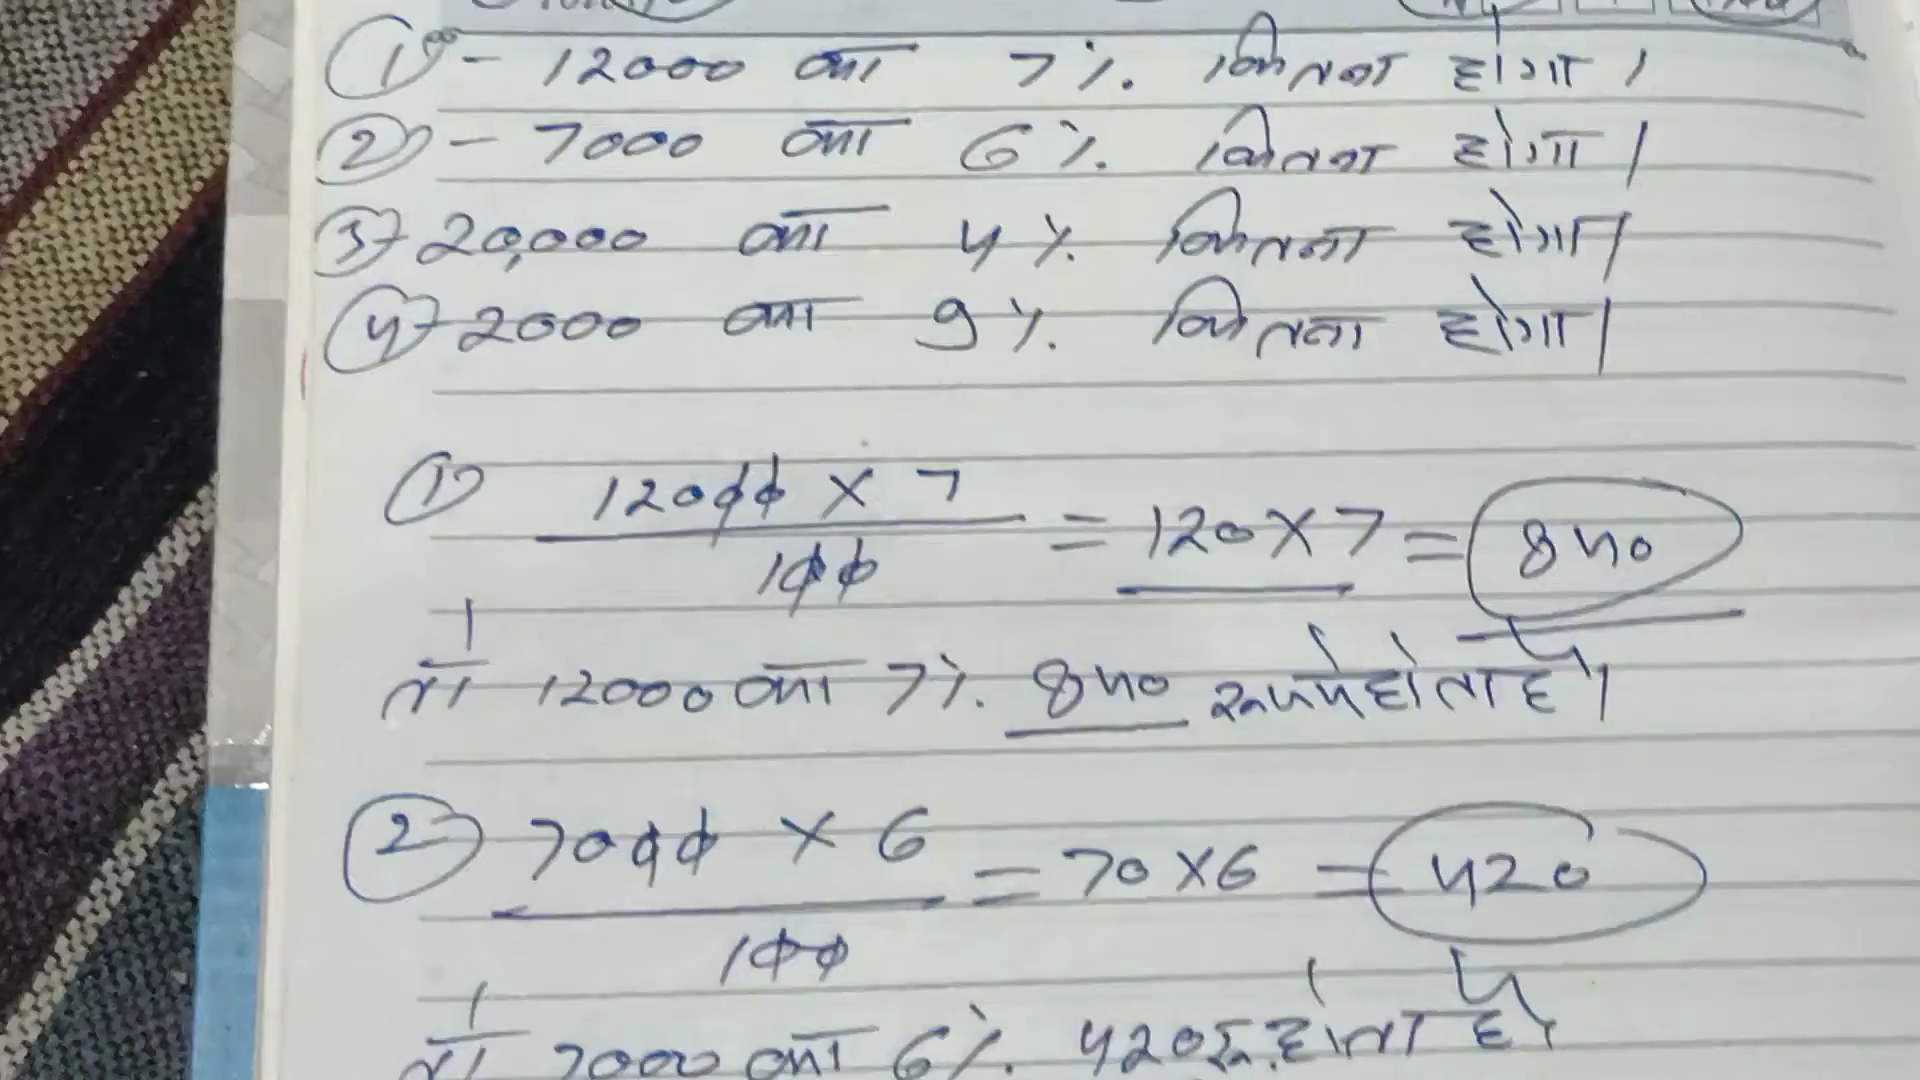 ① - 12000 का 7% कितना होगा।
② - 7000 का 6% कितना होगा।
③ - 20,000 का 4% कितना होगा।
④ - 2000 का 9% कितना होगा।
① 12000 × 7
100 = 120 × 7 = 840
तो 12000 का 7% 840 रूपये होता है।
② 7000 × 6
100 = 70 × 6 = 420
तो 7000 का 6% 420 रू. होता है